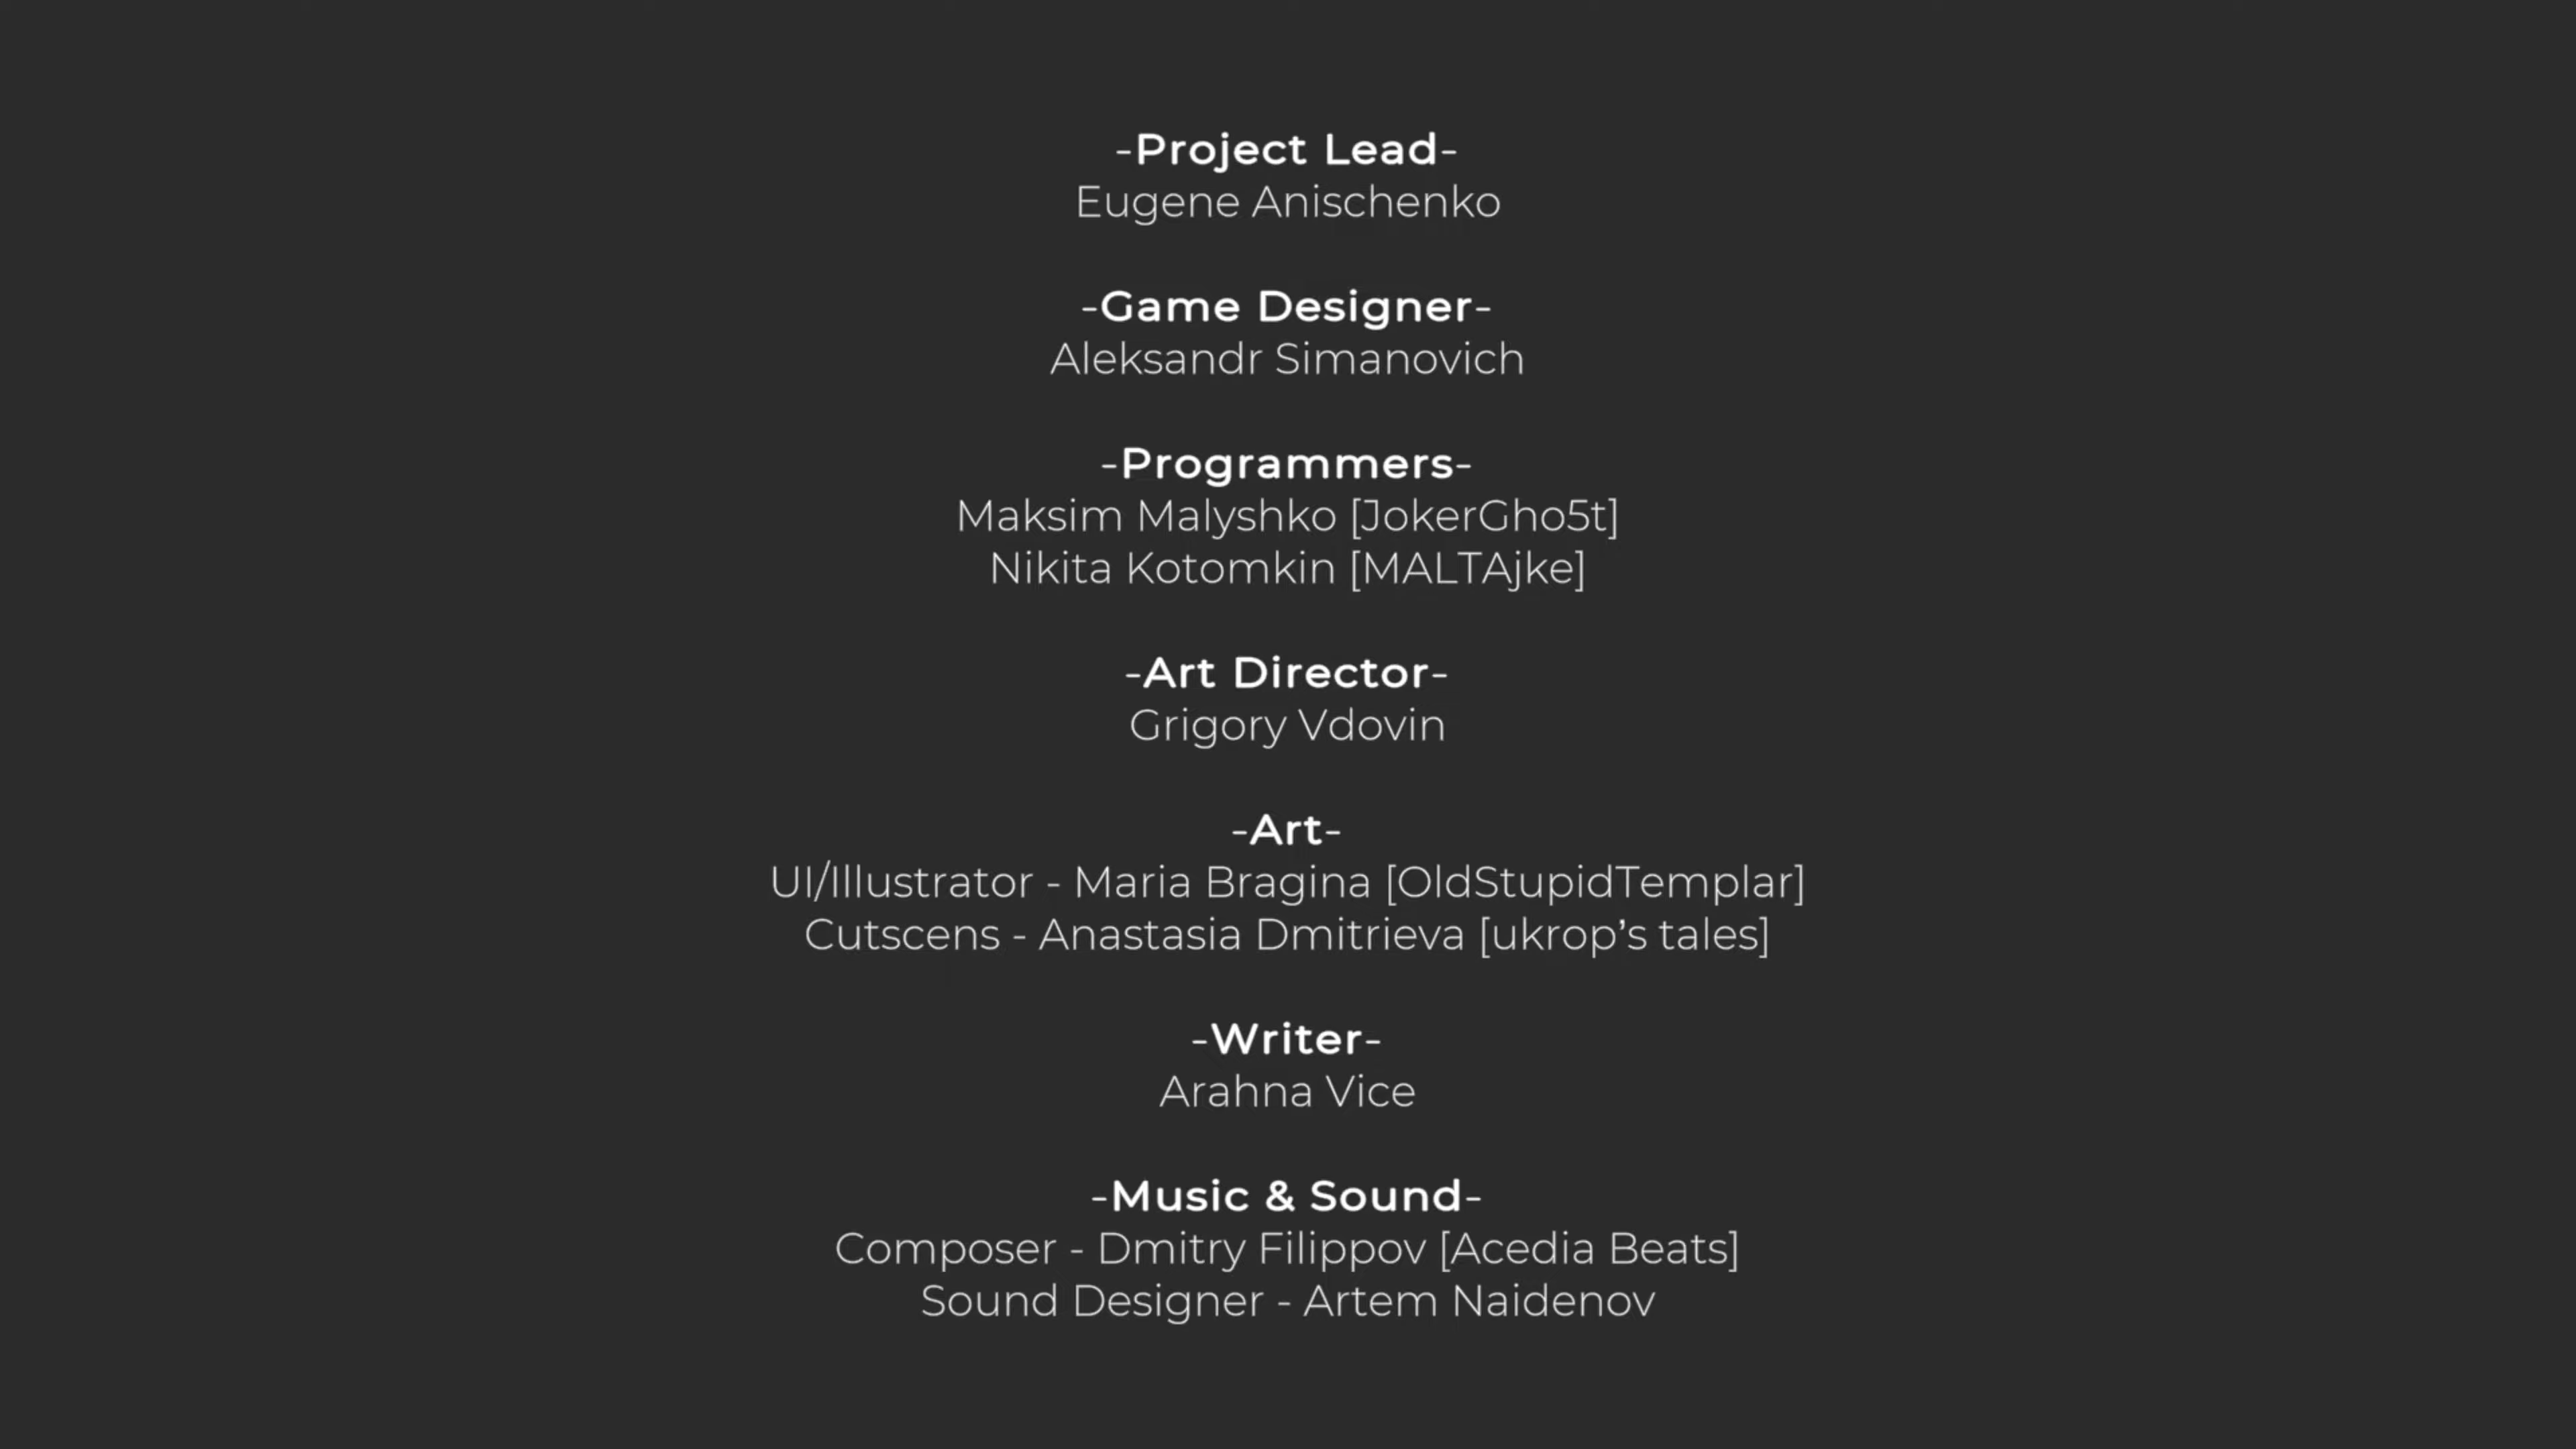 -Project Lead-
Eugene Anischenko
-Game Designer-
Aleksandr Simanovich
-Programmers-
Maksim Malyshko [JokerGho5t]
Nikita Kotomkin [MALTAjke]
-Art Director-
Grigory Vdovin
-Art-
UI/Illustrator - Maria Bragina [OldStupidTemplar]
Cutscens - Anastasia Dmitrieva [ukrop’s tales]
-Writer-
Arahna Vice
-Music & Sound-
Composer - Dmitry Filippov [Acedia Beats]
Sound Designer - Artem Naidenov